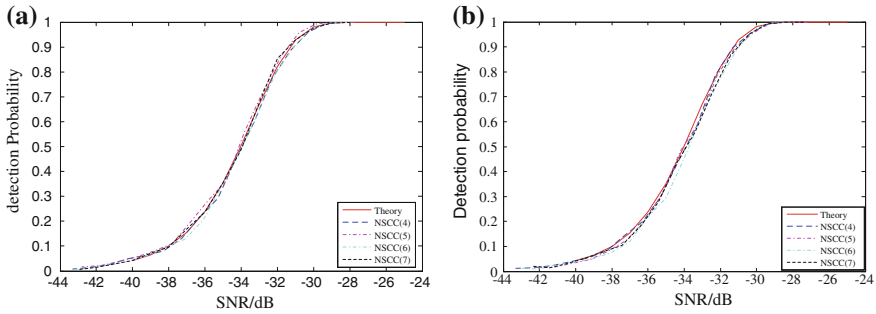 (a)
detection Probability
1
0.9
0.8
0.7
0.6
0.5
0.4
0.3
0.2
0.1
0
-44 -42 -40 -38 -36 -34 -32 -30 -28 -26 -24
SNR/dB
Theory
NSCC(4)
NSCC(5)
NSCC(6)
NSCC(7)
(b)
Detection probability
1
0.9
0.8
0.7
0.6
0.5
0.4
0.3
0.2
0.1
0
-44 -42 -40 -38 -36 -34 -32 -30 -28 -26 -24
SNR/dB
Theory
NSCC(4)
NSCC(5)
NSCC(6)
NSCC(7)